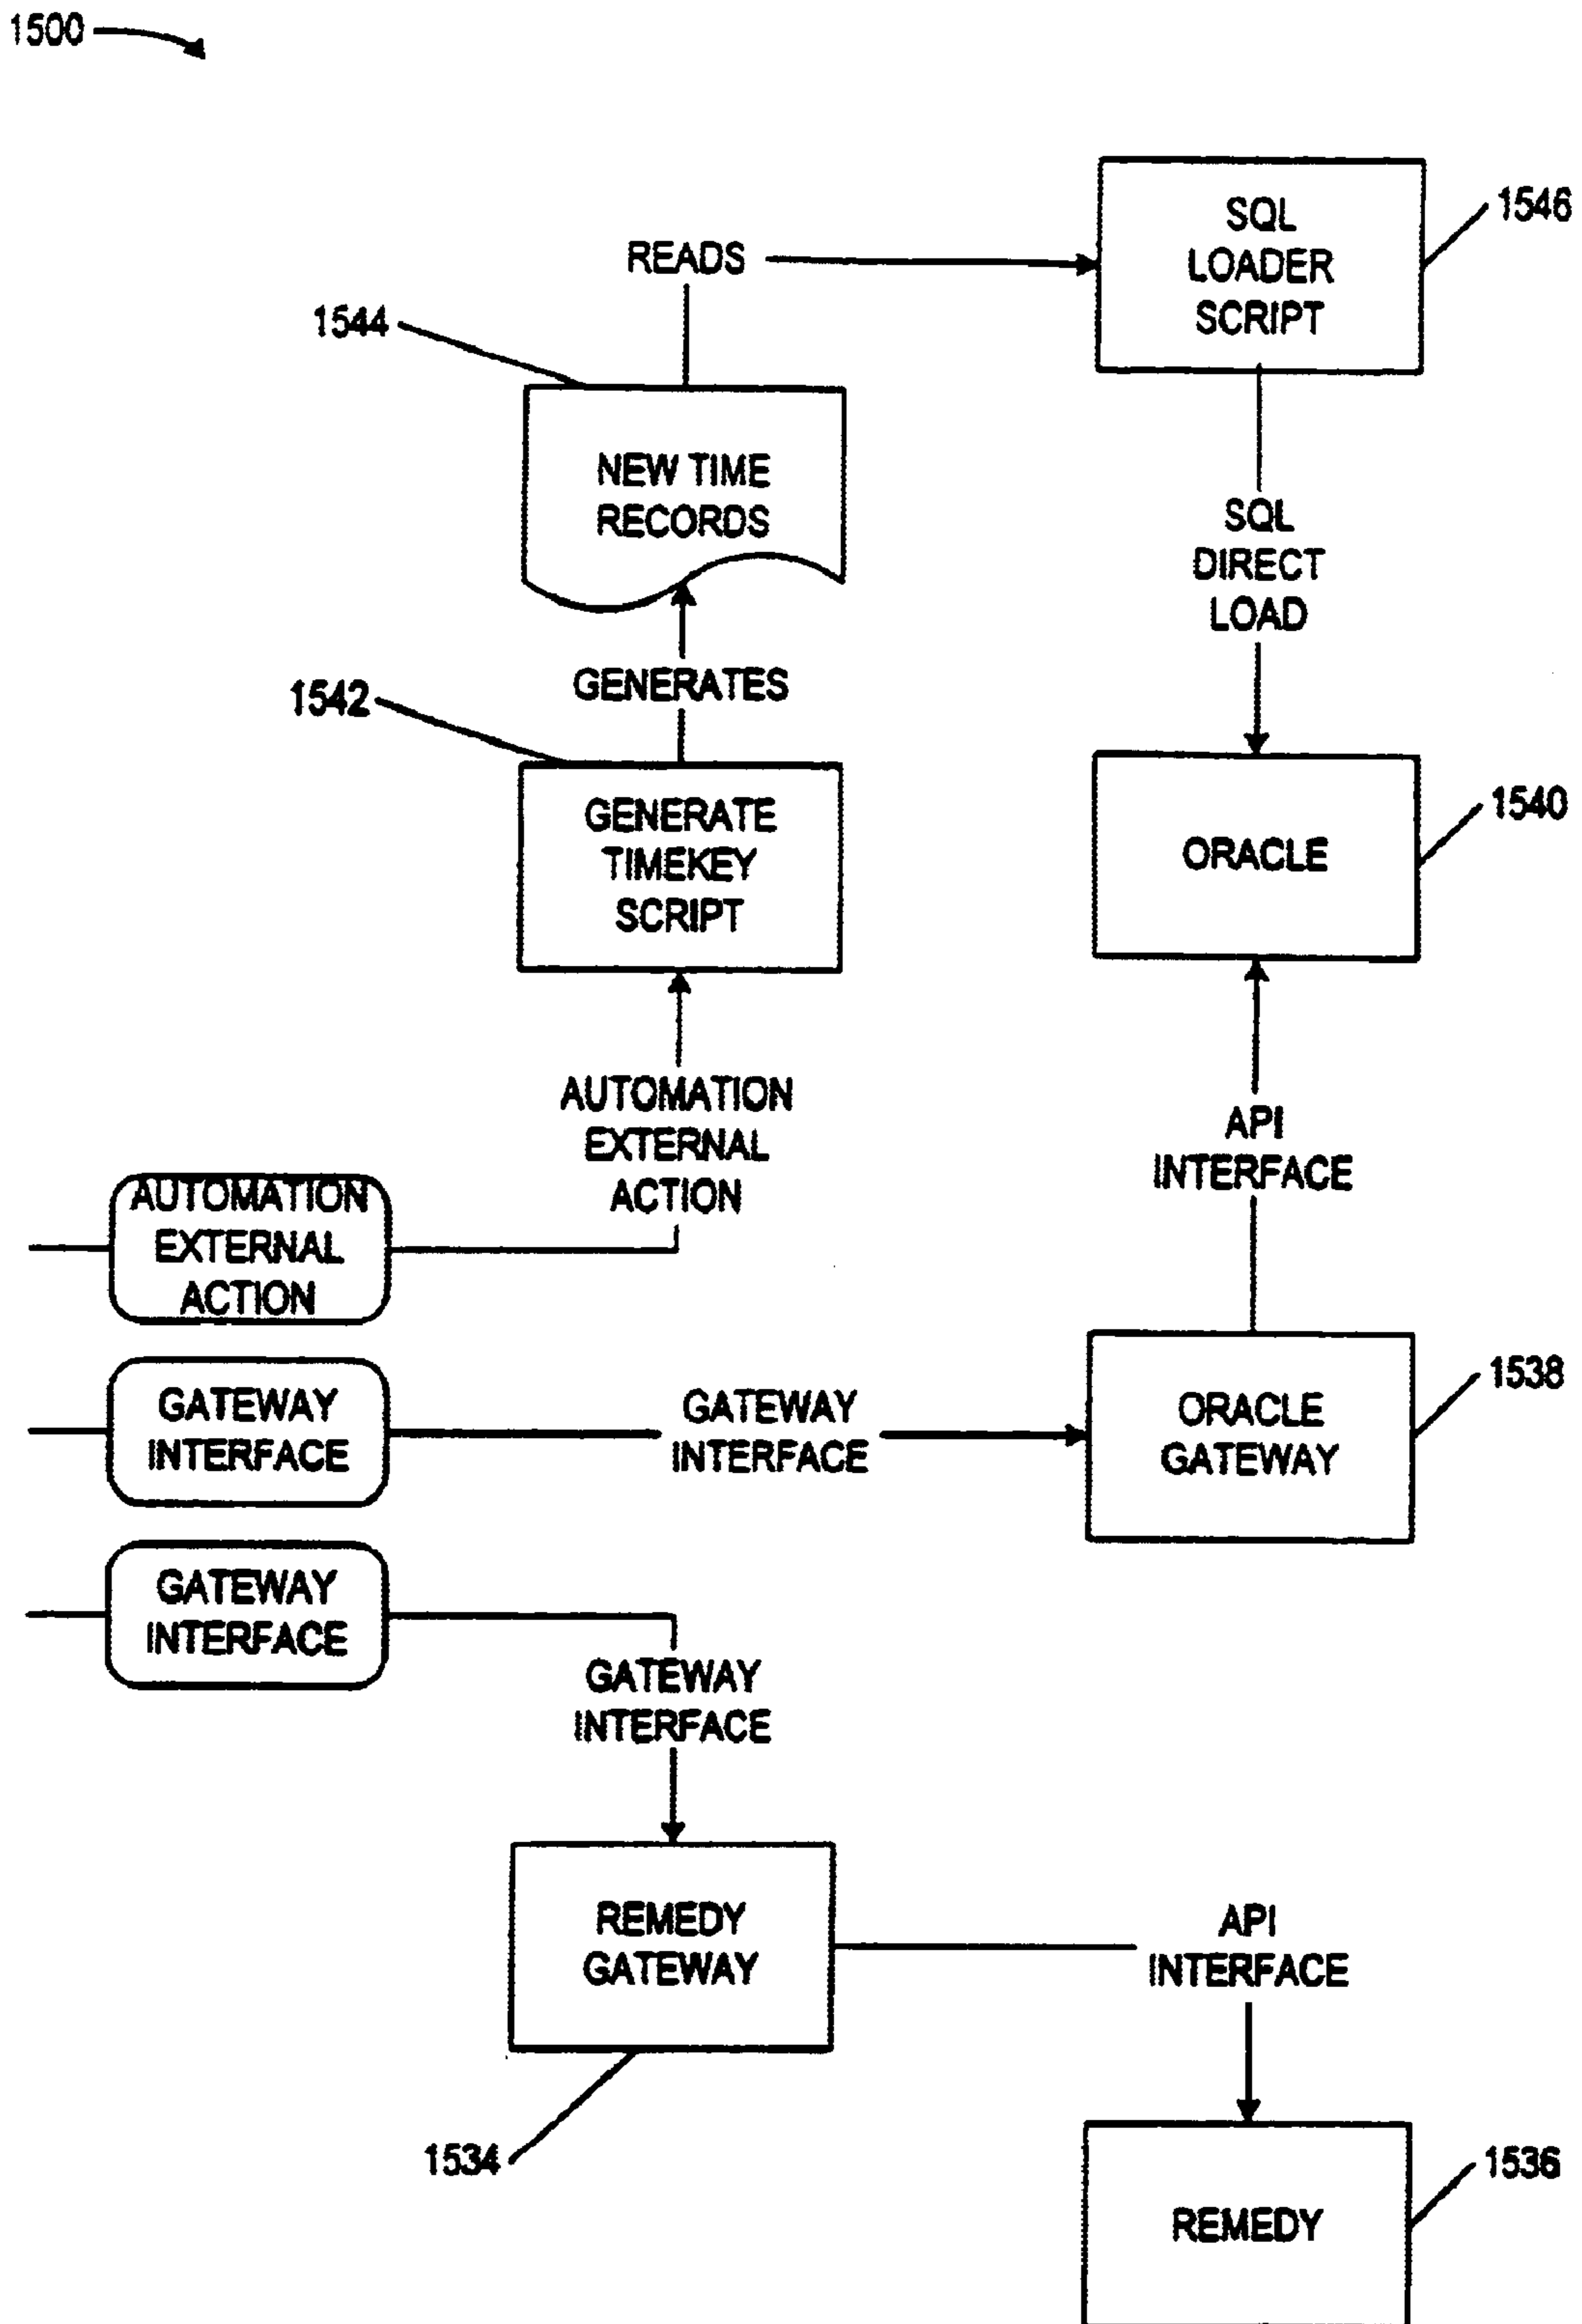 1500
SQL
LOADER
SCRIPT
1546
READS
1544
NEW TIME
RECORDS
SQL
DIRECT
LOAD
GENERATES
1542
GENERATE
TIMEKEY
SCRIPT
ORACLE
1540
AUTOMATION
EXTERNAL
ACTION
API
INTERFACE
AUTOMATION
EXTERNAL
ACTION
GATEWAY
INTERFACE
GATEWAY
INTERFACE
ORACLE
GATEWAY
1538
GATEWAY
INTERFACE
GATEWAY
INTERFACE
REMEDY
GATEWAY
1534
API
INTERFACE
REMEDY
1536